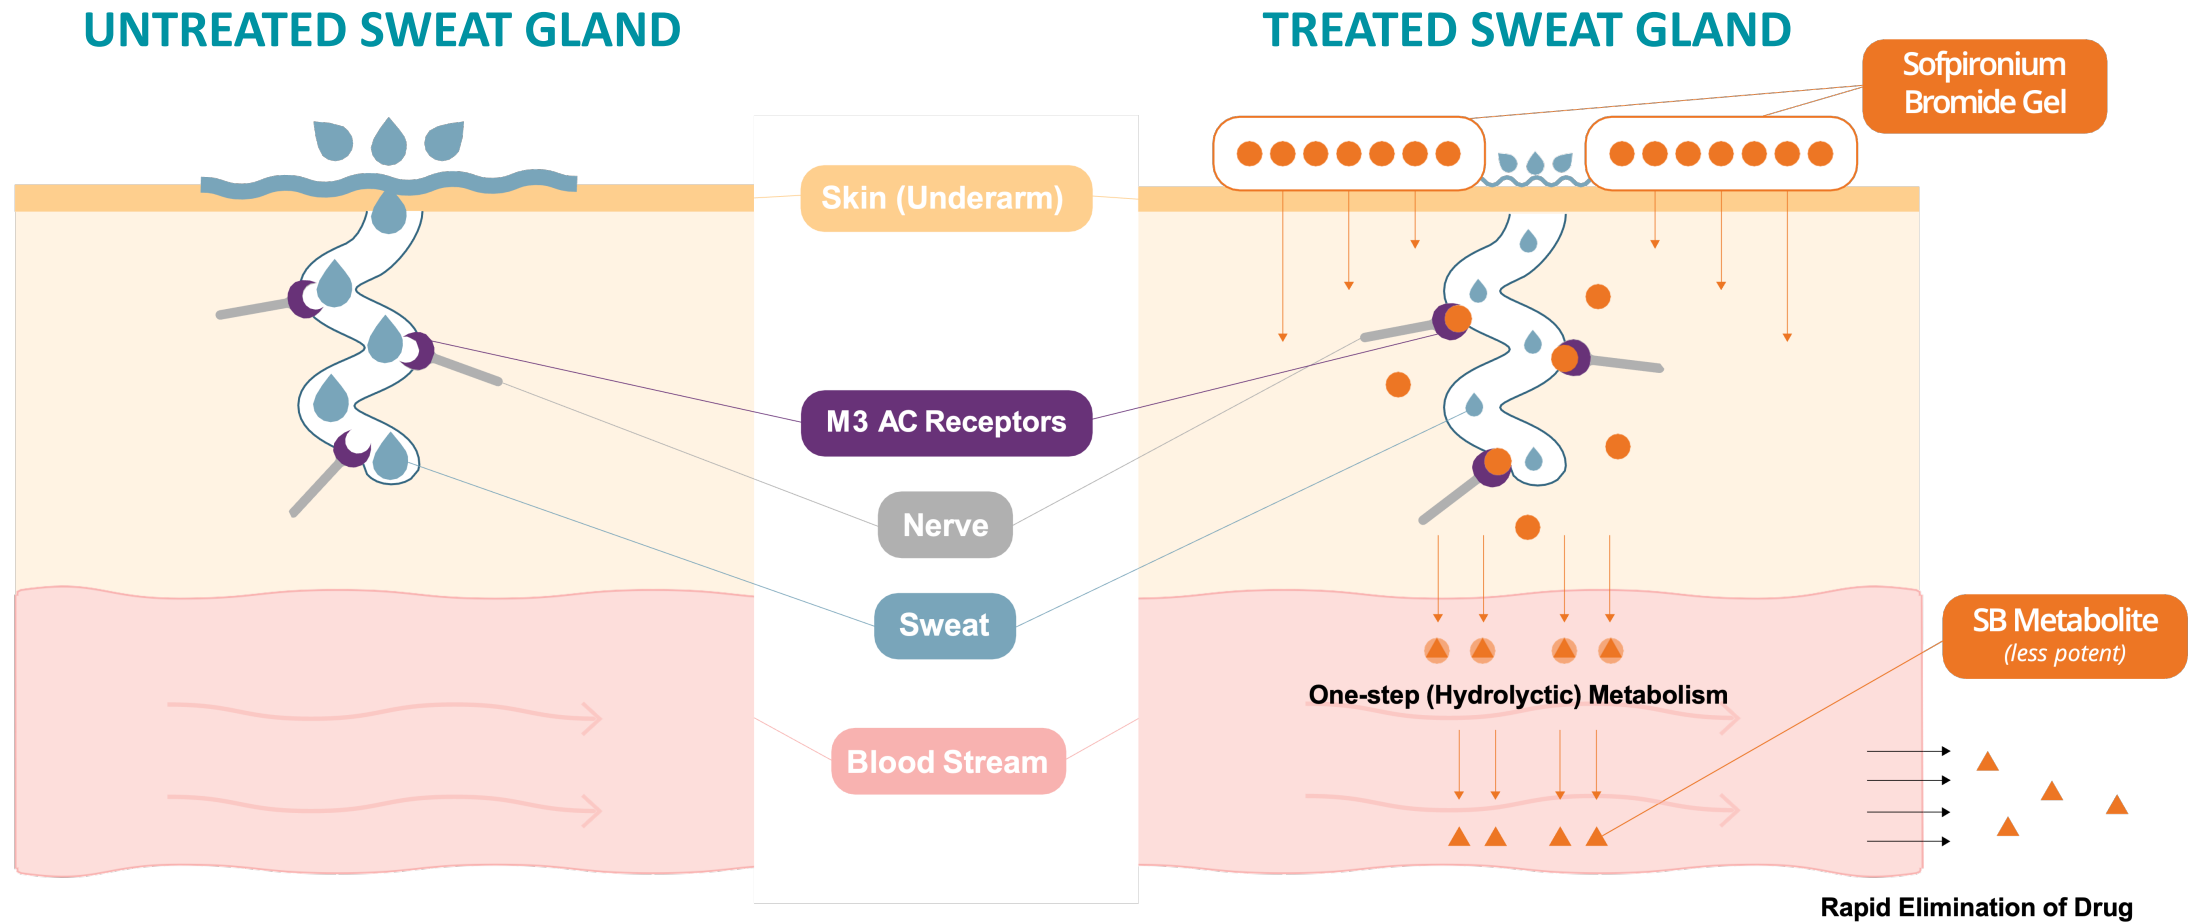 UNTREATED SWEAT GLAND
TREATED SWEAT GLAND
Sofpironium
Bromide Gel
Skin (Underarm)
M3 AC Receptors
Nerve
Sweat
SB Metabolite
(less potent)
One-step (Hydrolyctic) Metabolism
Blood Stream
Rapid Elimination of Drug